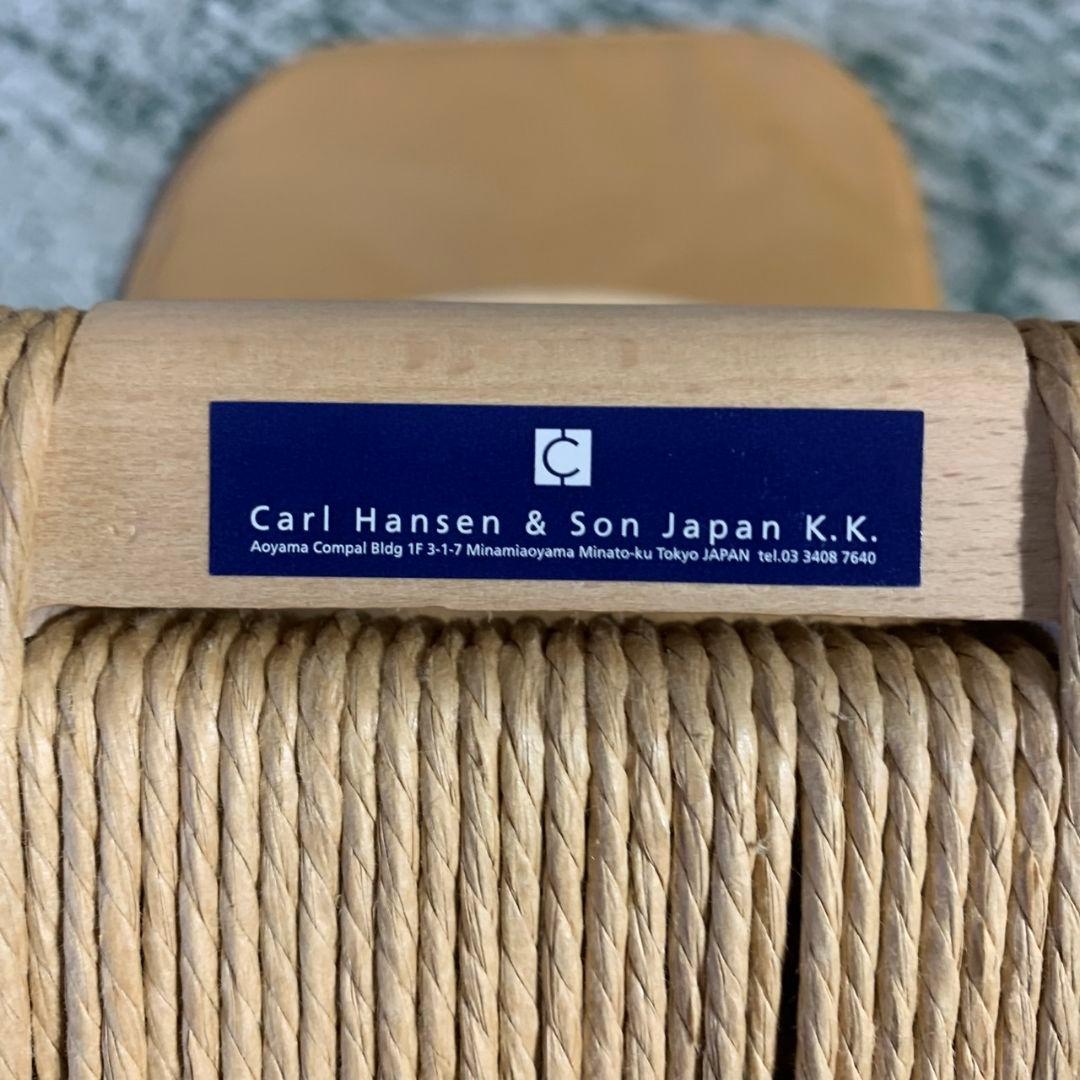 C
Carl Hansen & Son Japan K.K.
Aoyama Compal Bldg 1F 3-1-7 Minamiaoyama Minato-ku Tokyo JAPAN tel.03 3408 7640